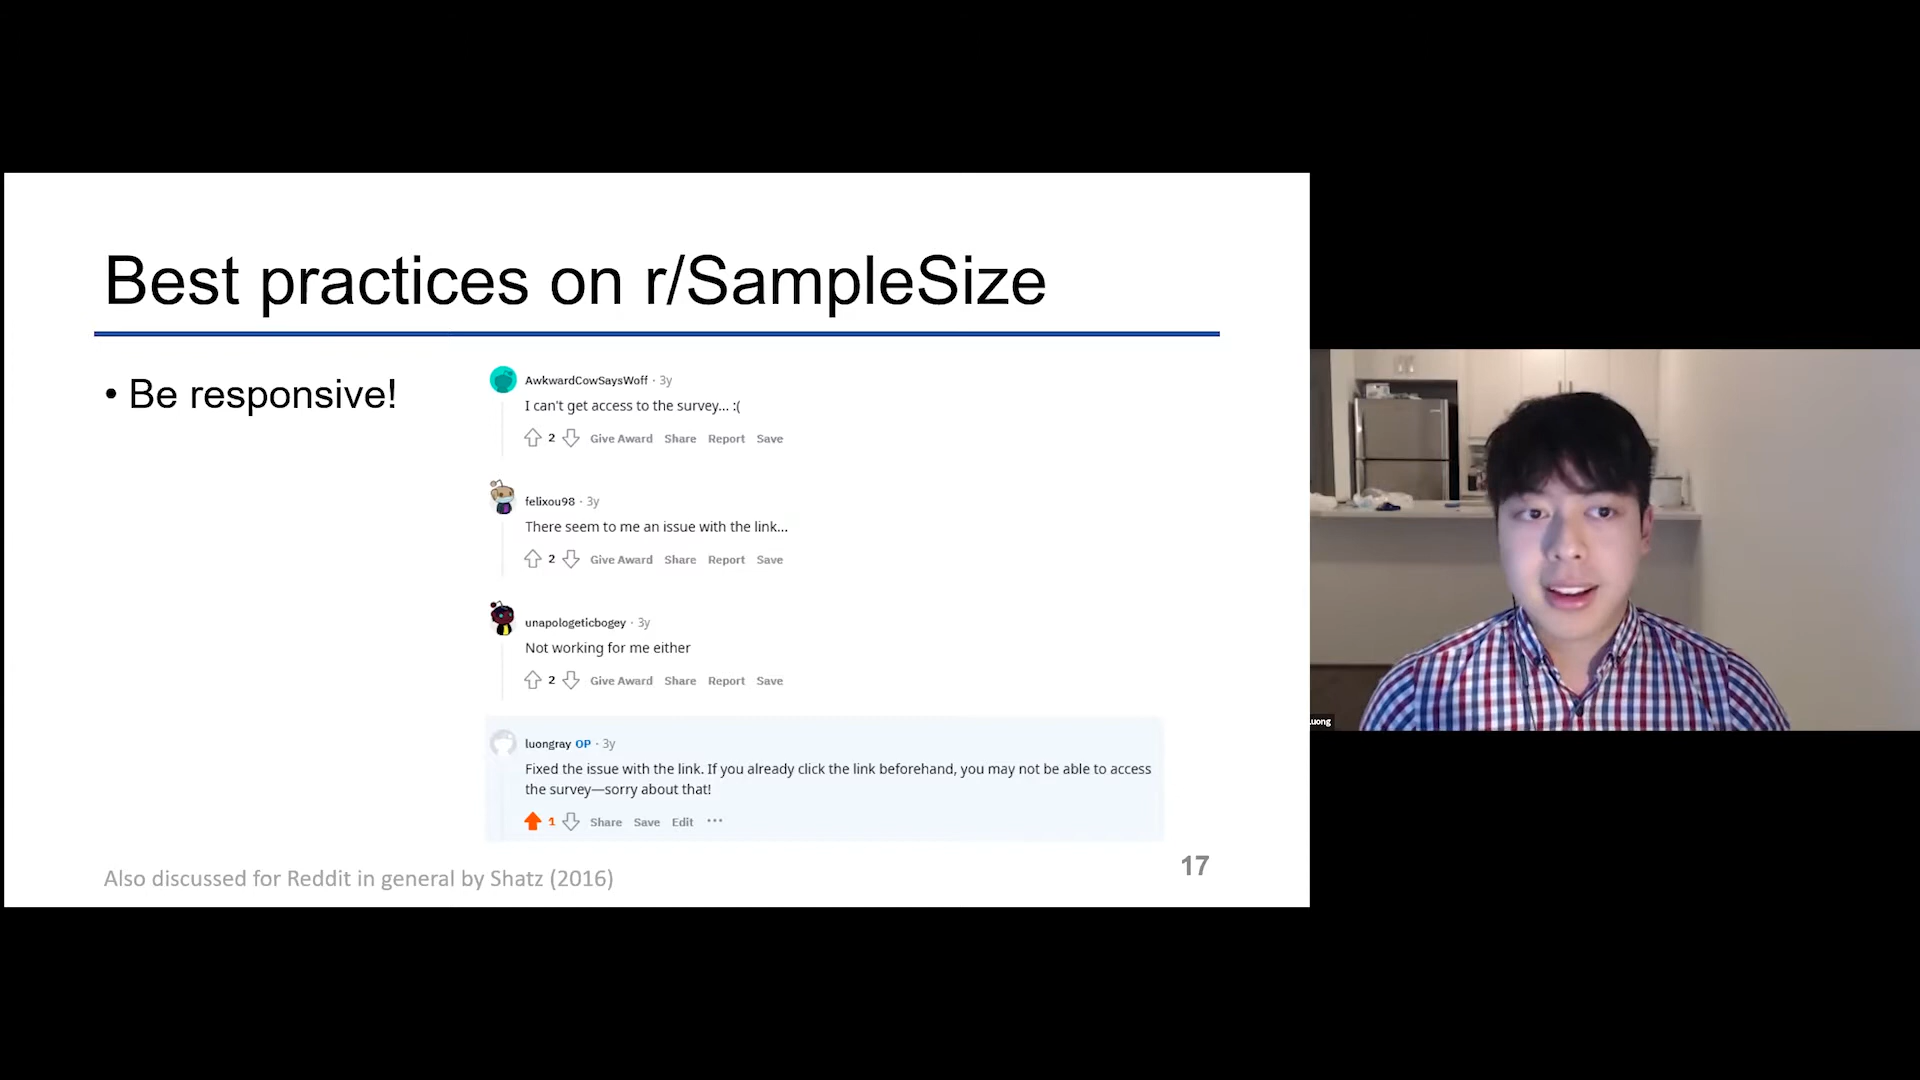 Best practices on r/SampleSize
• Be responsive!
AwkwardCowSaysWoff · 3y
I can't get access to the survey... :(
2 Give Award Share Report Save
felixou98 · 3y
There seem to me an issue with the link...
2 Give Award Share Report Save
unapologeticbogey · 3y
Not working for me either
2 Give Award Share Report Save
luongray OP · 3y
Fixed the issue with the link. If you already click the link beforehand, you may not be able to access
the survey—sorry about that!
1 Share Save Edit ···
Also discussed for Reddit in general by Shatz (2016)
17